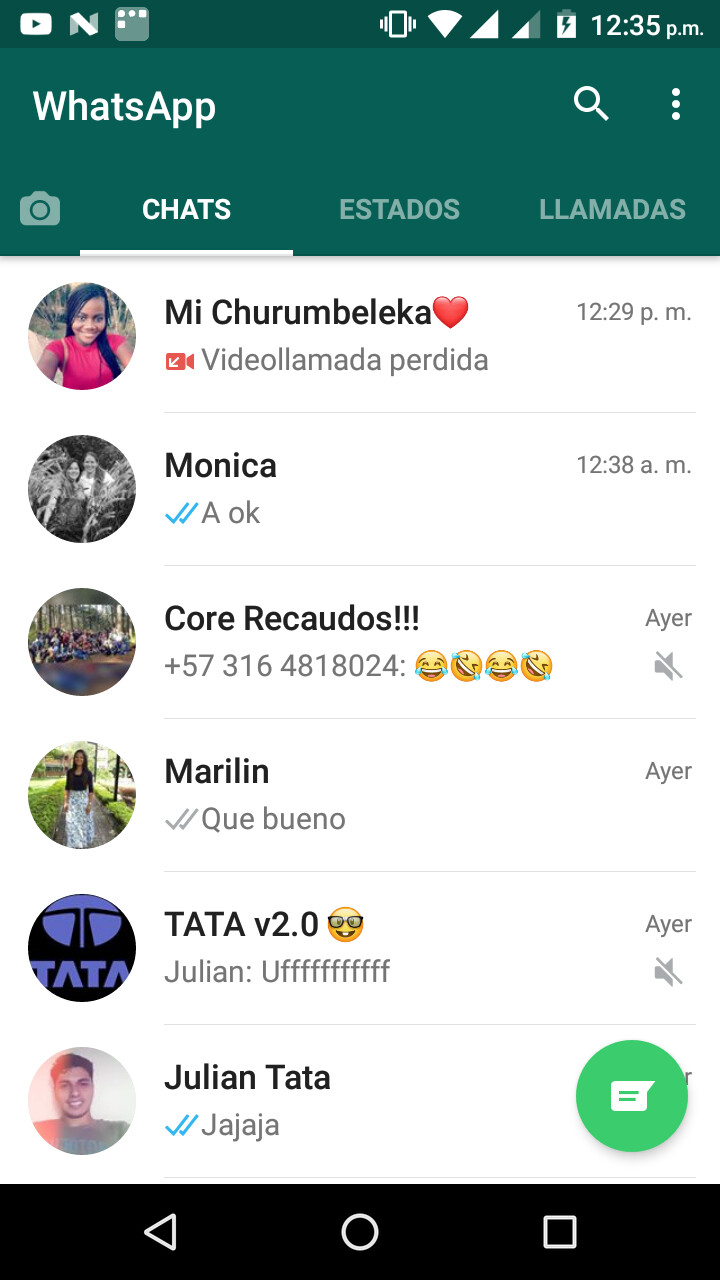 12:35 p.m.
WhatsApp
CHATS ESTADOS LLAMADAS
Mi Churumbeleka❤️ 12:29 p. m.
Videollamada perdida
Monica 12:38 a. m.
A ok
Core Recaudos!!! Ayer
+57 316 4818024: 😂🤣😂🤣
Marilin Ayer
Que bueno
TATA v2.0 🤓 Ayer
TATA
Julian: Ufffffffffff
Julian Tata
Jajaja